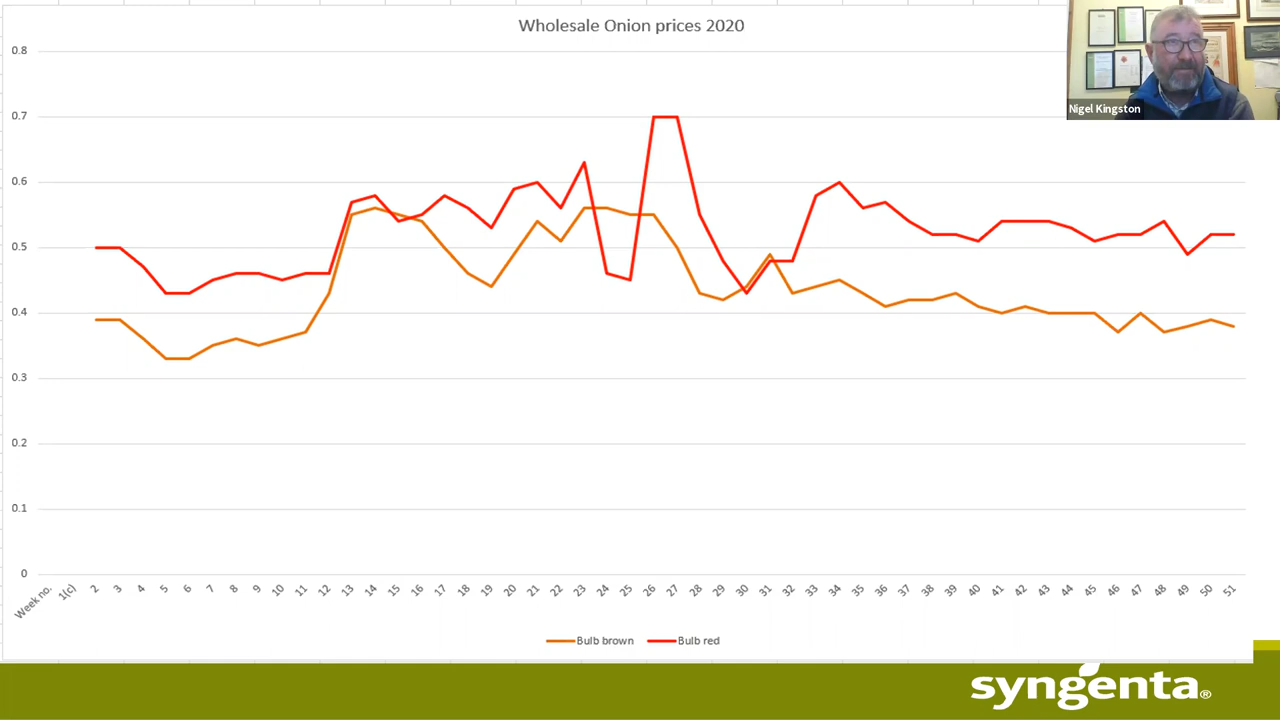 Wholesale Onion prices 2020
Nigel Kingston
0.8
0.7
0.6
0.5
0.4
0.3
0.2
0.1
0
Week no. 1(c) 2 3 4 5 6 7 8 9 10 11 12 13 14 15 16 17 18 19 20 21 22 23 24 25 26 27 28 29 30 31 32 33 34 35 36 37 38 39 40 41 42 43 44 45 46 47 48 49 50 51
Bulb brown Bulb red
syngenta®